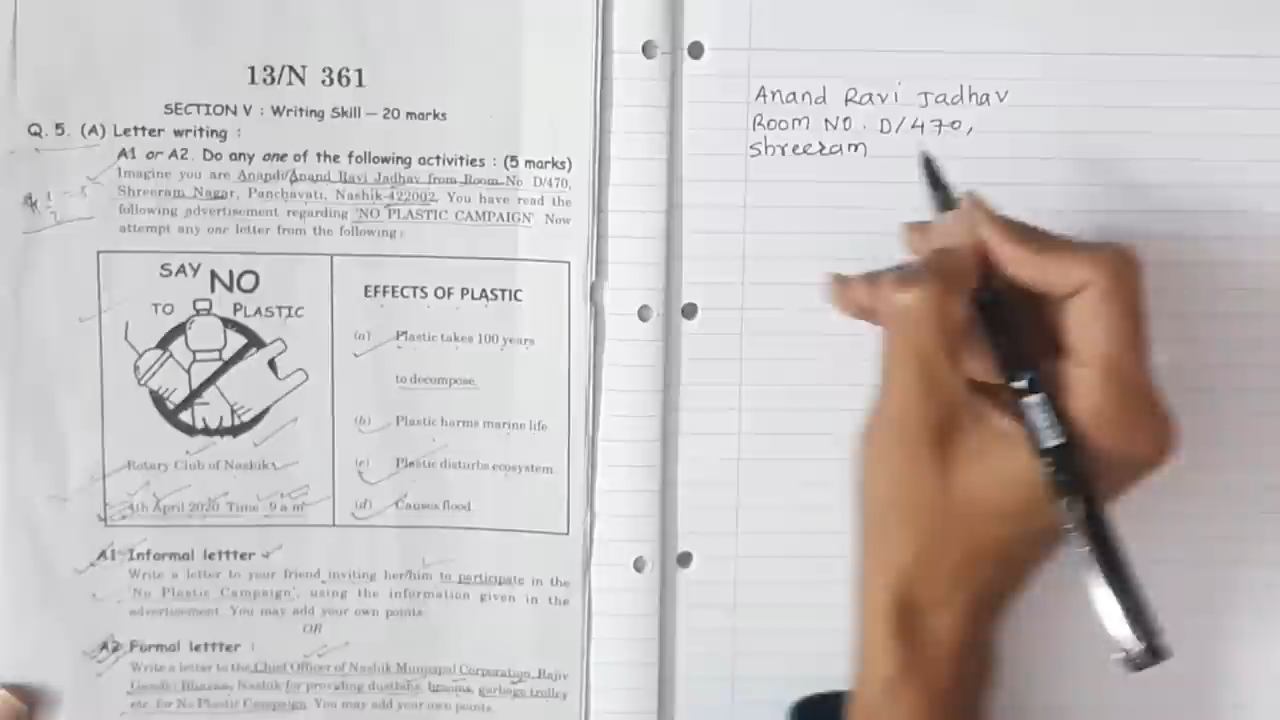 13/N 361
SECTION V : Writing Skill – 20 marks
Q. 5. (A) Letter writing :
A1 or A2. Do any one of the following activities : (5 marks)
Imagine you are Anandi/Anand Ravi Jadhav from Room No D/470,
Shreeram Nagar, Panchavati, Nashik-422002. You have read the
following advertisement regarding 'NO PLASTIC CAMPAIGN' Now
attempt any one letter from the following:
SAY NO
TO PLASTIC
Rotary Club of Nashik
4th April 2020 Time 9 a m
EFFECTS OF PLASTIC
(a) Plastic takes 100 years
to decompose.
(b) Plastic harms marine life
(c) Plastic disturbs ecosystem
(d) Causes flood
A1 Informal lettter
Write a letter to your friend inviting her/him to participate in the
'No Plastic Campaign', using the information given in the
advertisement. You may add your own points.
OR
A2 Formal lettter :
Write a letter to the Chief Officer of Nashik Municipal Corporation, Rajiv
Gandhi Bhavan, Nashik for providing dustbins, brooms, garbage trolley
etc. for No Plastic Campaign. You may add your own points.
Anand Ravi Jadhav
Room No. D/470,
Shreeram